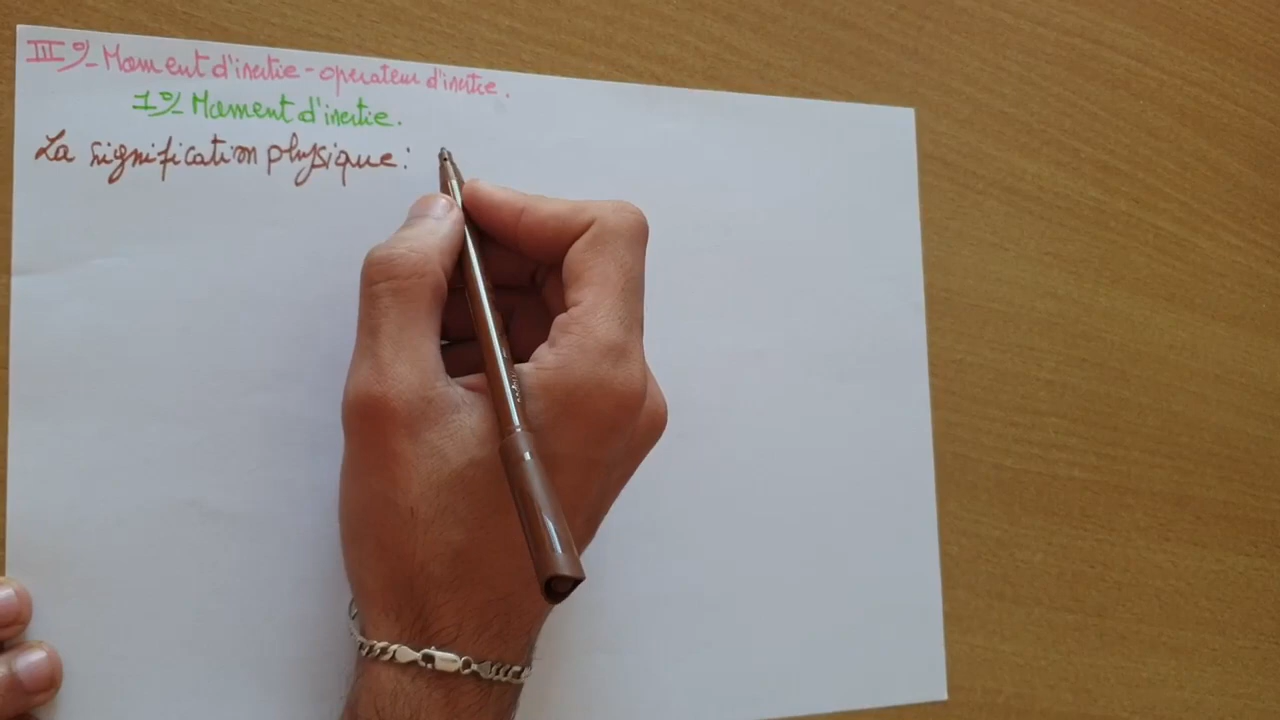 III°/- Moment d'inertie - operateur d'inertie.
1°/- Moment d'inertie.
La signification physique :